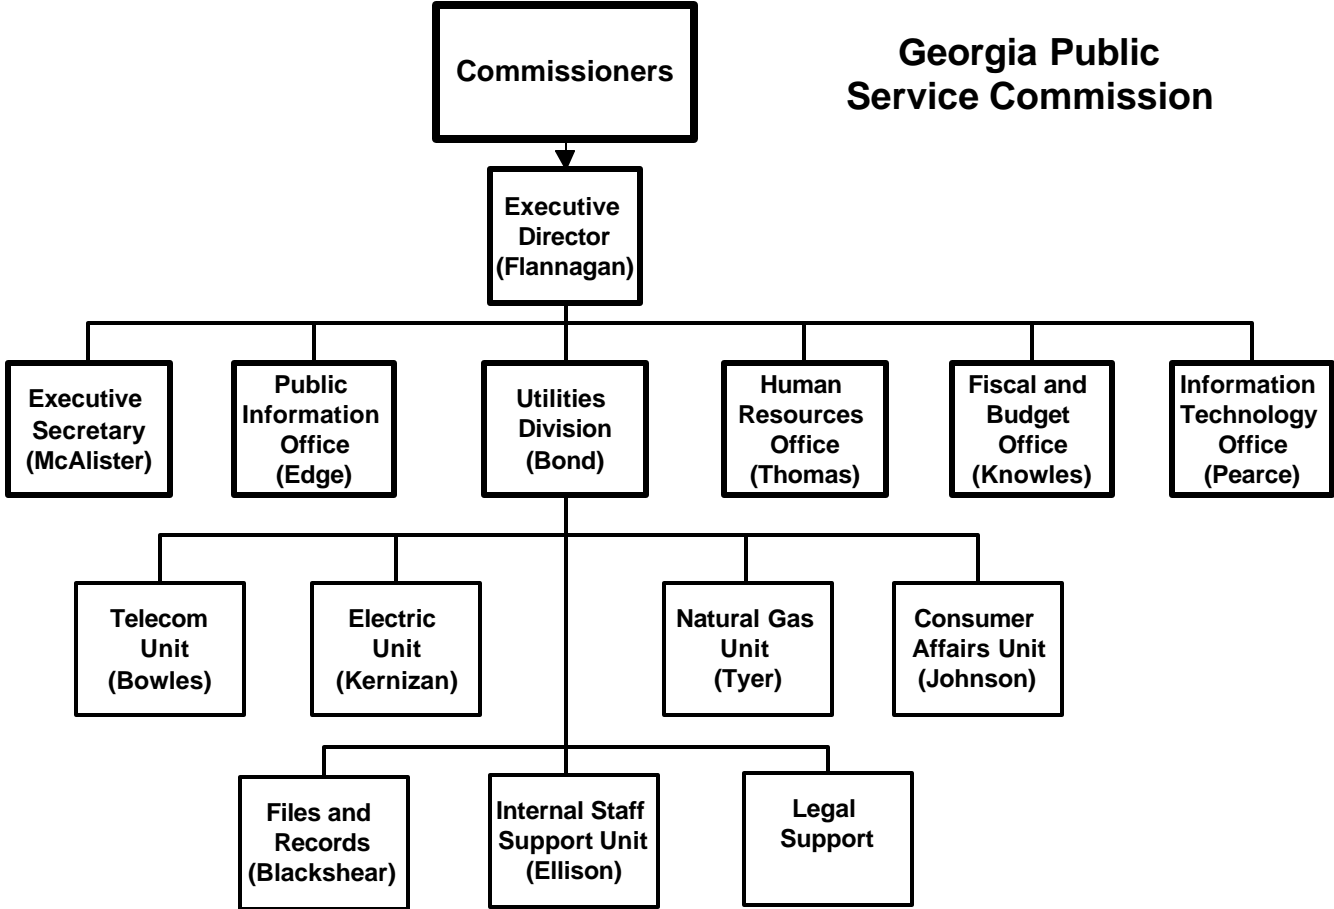 Commissioners
Georgia Public
Service Commission
Executive
Director
(Flannagan)
Executive
Secretary
(McAlister)
Public
Information
Office
(Edge)
Utilities
Division
(Bond)
Human
Resources
Office
(Thomas)
Fiscal and
Budget
Office
(Knowles)
Information
Technology
Office
(Pearce)
Telecom
Unit
(Bowles)
Electric
Unit
(Kernizan)
Natural Gas
Unit
(Tyer)
Consumer
Affairs Unit
(Johnson)
Files and
Records
(Blackshear)
Internal Staff
Support Unit
(Ellison)
Legal
Support